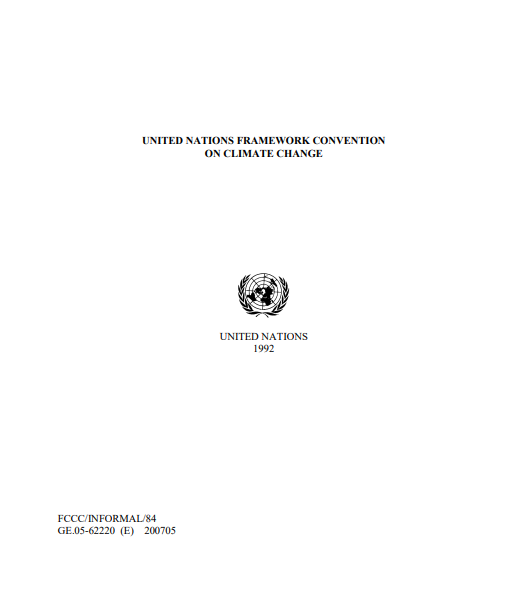 UNITED NATIONS FRAMEWORK CONVENTION
ON CLIMATE CHANGE
UNITED NATIONS
1992
FCCC/INFORMAL/84
GE.05-62220 (E) 200705